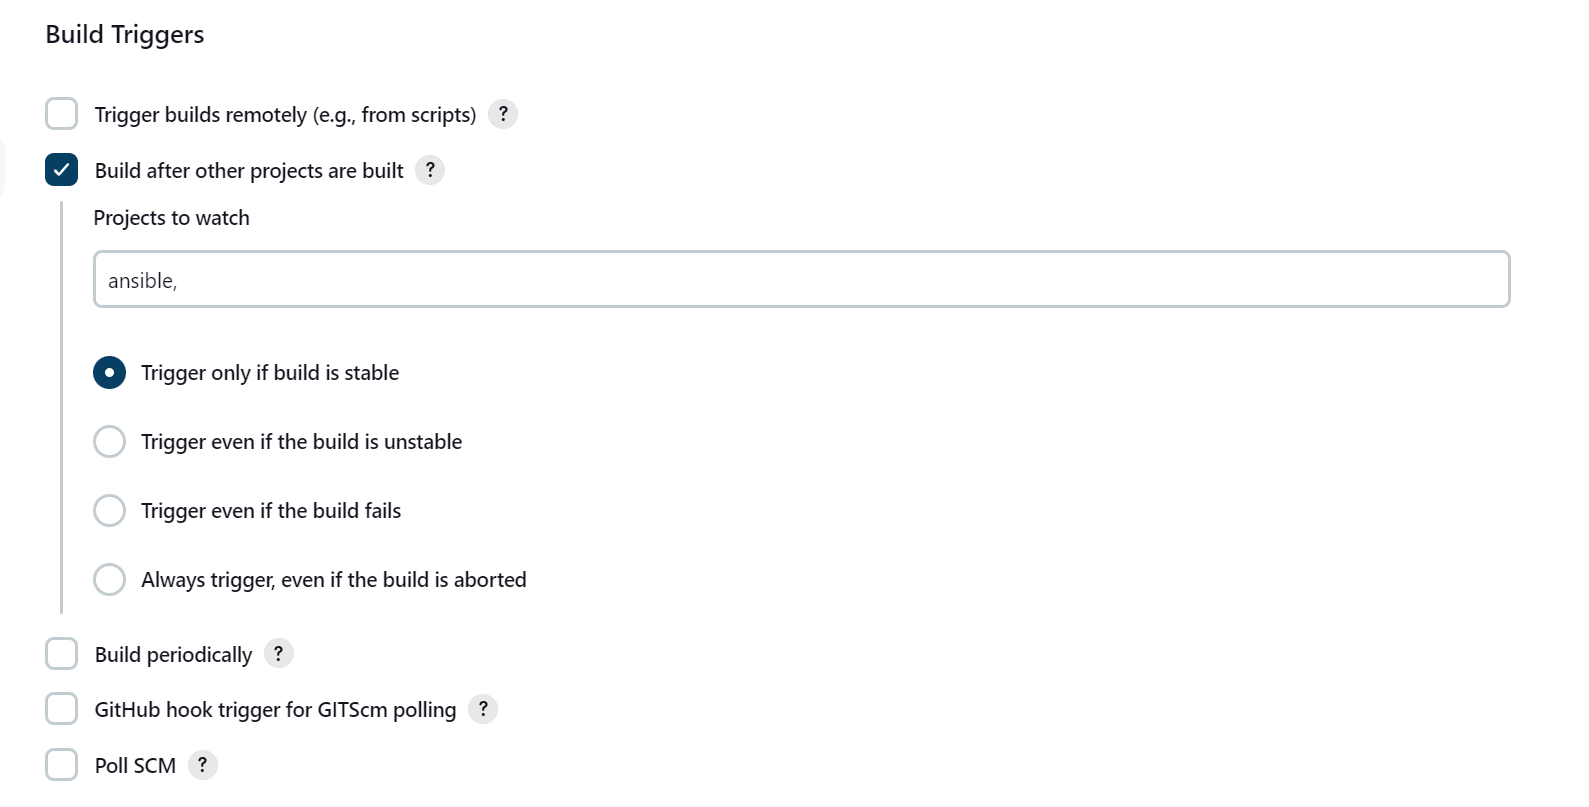 Build Triggers
Trigger builds remotely (e.g., from scripts) ?
Build after other projects are built ?
Projects to watch
ansible,
Trigger only if build is stable
Trigger even if the build is unstable
Trigger even if the build fails
Always trigger, even if the build is aborted
Build periodically ?
GitHub hook trigger for GITScm polling ?
Poll SCM ?